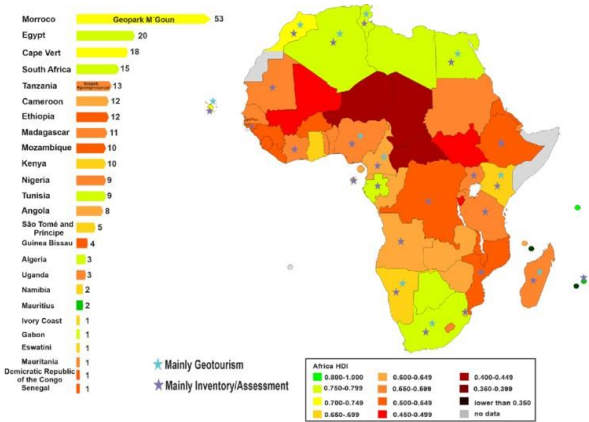 Morroco Geopark M´Goun 53
Egypt 20
Cape Vert 18
South Africa 15
Tanzania 13
Cameroon 12
Ethiopia 12
Madagascar 11
Mozambique 10
Kenya 10
Nigeria 9
Tunisia 9
Angola 8
São Tomé and
Príncipe 5
Guinea Bissau 4
Algeria 3
Uganda 3
Namibia 2
Mauritius 2
Ivory Coast 1
Gabon 1
Eswatini 1
Mauritania 1
Dimocratic Republic
of the Congo 1
Senegal 1
Mainly Geotourism
Mainly Inventory/Assessment
Africa HDI
0.800-1.000 0.600-0.649 0.400-0.449
0.750-0.799 0.550-0.599 0.350-0.399
0.700-0.749 0.500-0.549 lower than 0.350
0.650-.699 0.450-0.499 no data